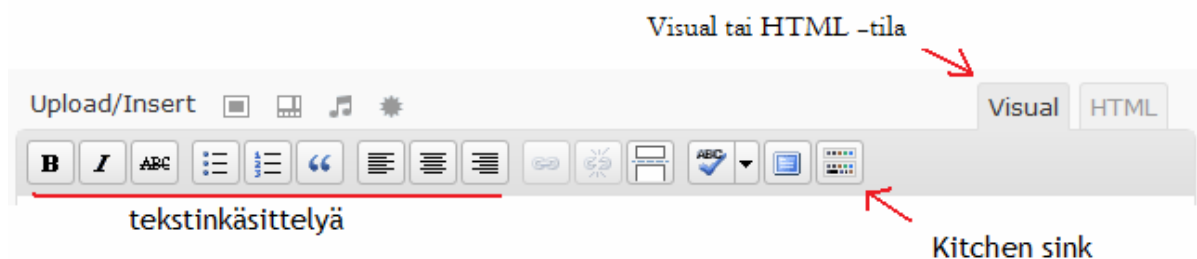 Visual tai HTML –tila
Upload/Insert
Visual HTML
B I ABC ABC
tekstinkäsittelyä
Kitchen sink